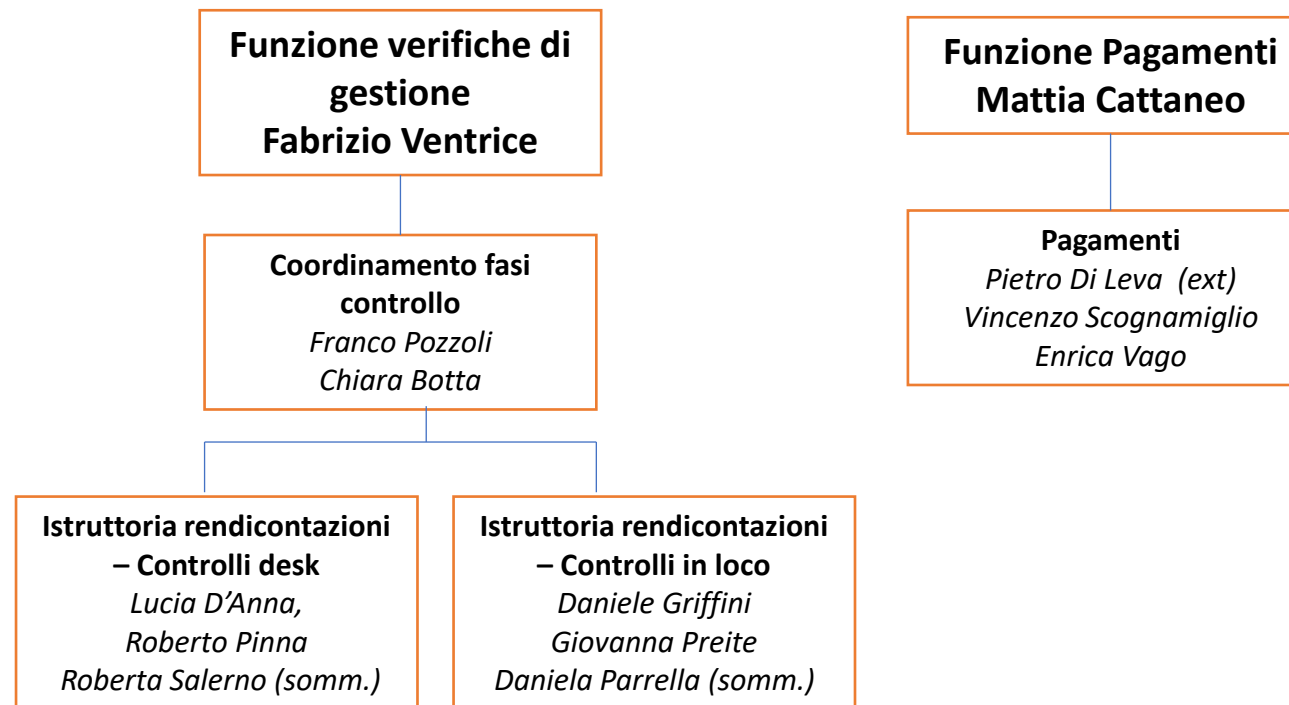 Funzione verifiche di
gestione
Fabrizio Ventrice
Funzione Pagamenti
Mattia Cattaneo
Coordinamento fasi
controllo
Franco Pozzoli
Chiara Botta
Pagamenti
Pietro Di Leva (ext)
Vincenzo Scognamiglio
Enrica Vago
Istruttoria rendicontazioni
– Controlli desk
Lucia D’Anna,
Roberto Pinna
Roberta Salerno (somm.)
Istruttoria rendicontazioni
– Controlli in loco
Daniele Griffini
Giovanna Preite
Daniela Parrella (somm.)